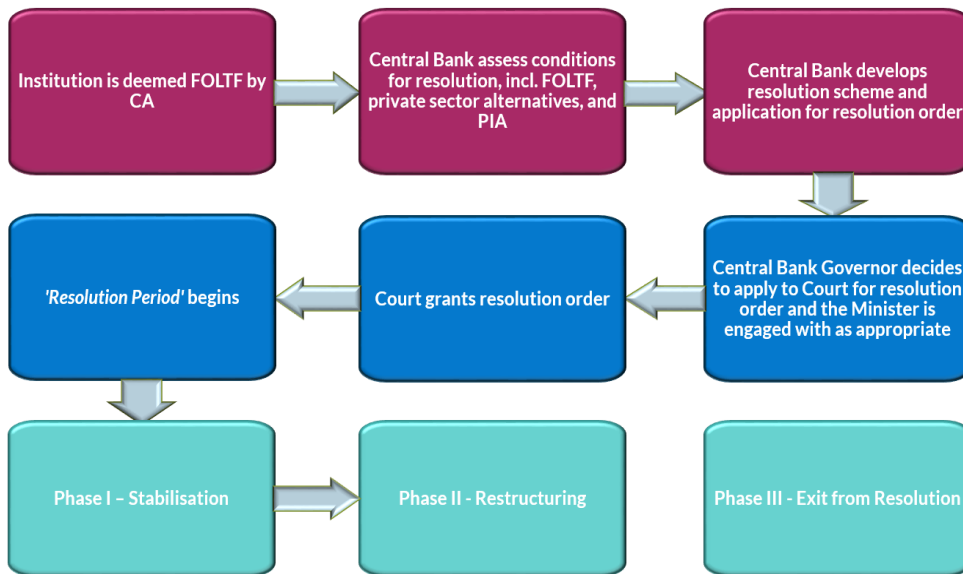 Institution is deemed FOLTF by
CA
Central Bank assess conditions
for resolution, incl. FOLTF,
private sector alternatives, and
PIA
Central Bank develops
resolution scheme and
application for resolution order
Central Bank Governor decides
to apply to Court for resolution
order and the Minister is
engaged with as appropriate
Court grants resolution order
'Resolution Period' begins
Phase I – Stabilisation
Phase II - Restructuring
Phase III - Exit from Resolution